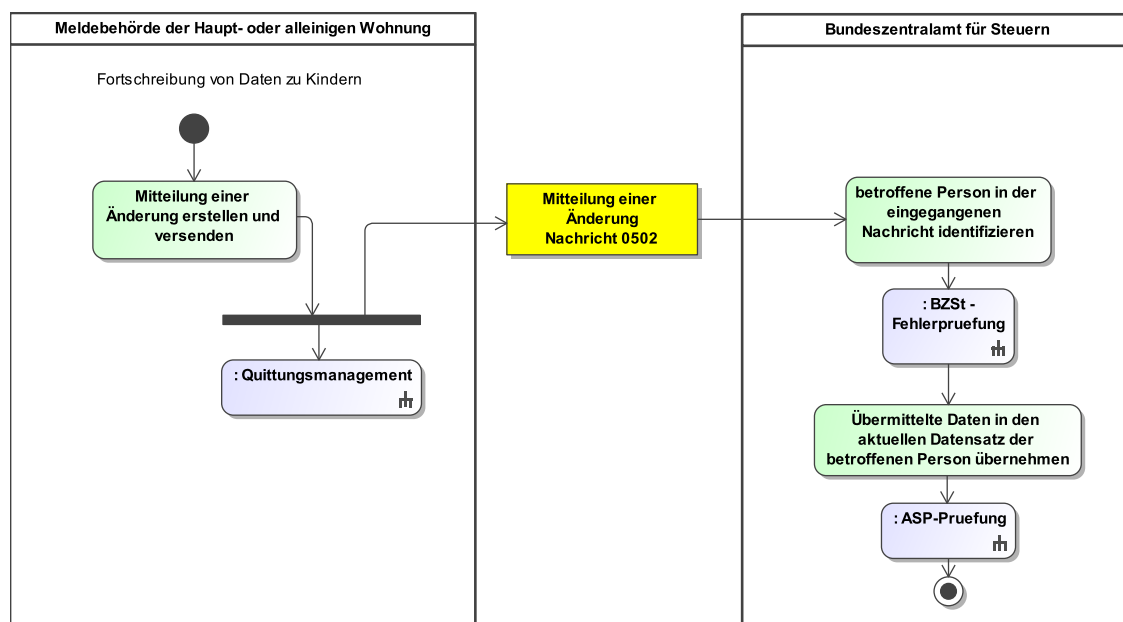 Meldebehörde der Haupt- oder alleinigen Wohnung
Fortschreibung von Daten zu Kindern
Mitteilung einer
Änderung erstellen und
versenden
: Quittungsmanagement
Mitteilung einer
Änderung
Nachricht 0502
Bundeszentralamt für Steuern
betroffene Person in der
eingegangenen
Nachricht identifizieren
: BZSt -
Fehlerpruefung
Übermittelte Daten in den
aktuellen Datensatz der
betroffenen Person übernehmen
: ASP-Pruefung